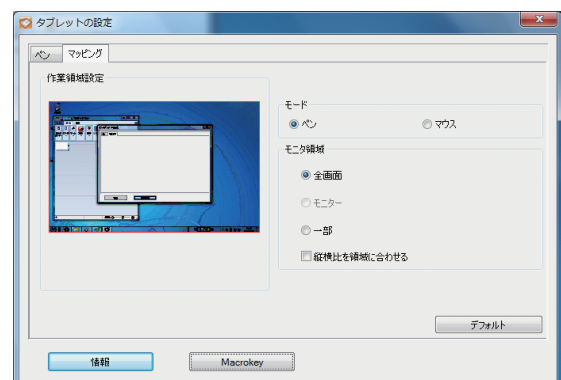 タブレットの設定
ペン マッピング
作業領域設定
モード
ペン マウス
モニタ領域
全画面
モニター
一部
縦横比を領域に合わせる
デフォルト
情報 Macrokey